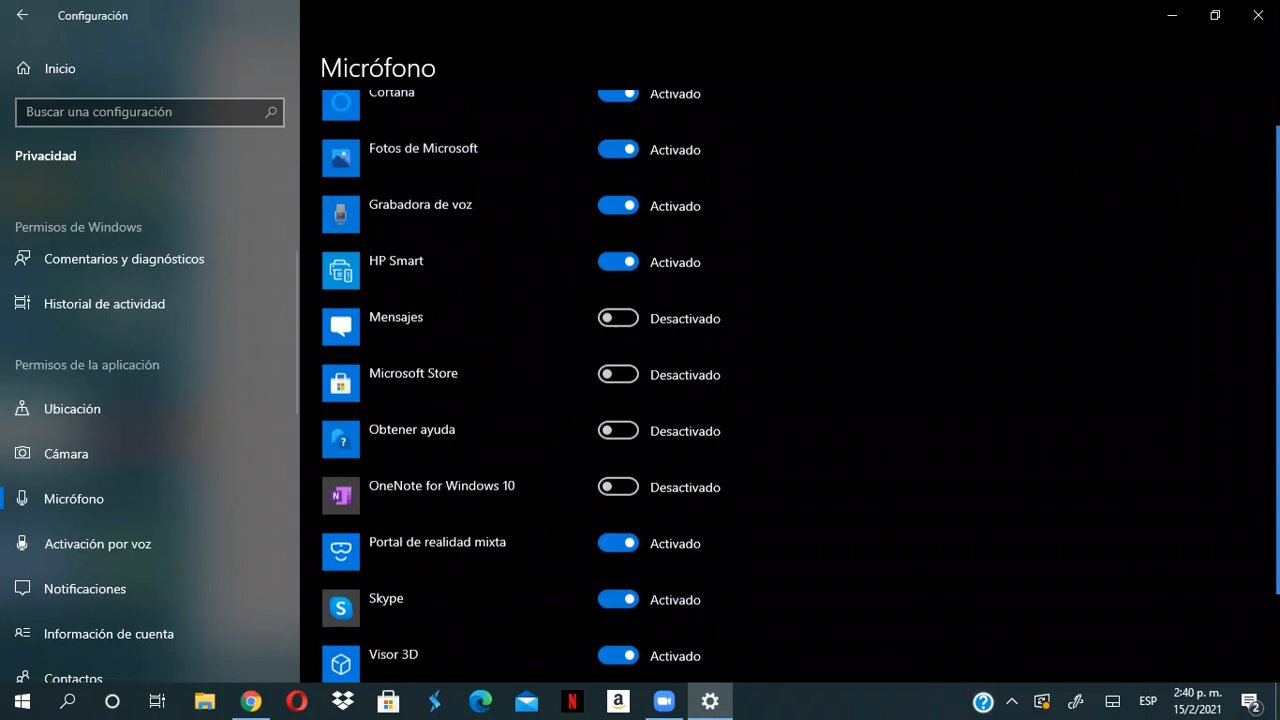 Configuración
Inicio
Buscar una configuración
Privacidad
Permisos de Windows
Comentarios y diagnósticos
Historial de actividad
Permisos de la aplicación
Ubicación
Cámara
Micrófono
Activación por voz
Notificaciones
Información de cuenta
Contactos
Micrófono
Cortana Activado
Fotos de Microsoft Activado
Grabadora de voz Activado
HP Smart Activado
Mensajes Desactivado
Microsoft Store Desactivado
Obtener ayuda Desactivado
OneNote for Windows 10 Desactivado
Portal de realidad mixta Activado
Skype Activado
Visor 3D Activado
ESP
2:40 p. m.
15/2/2021
2